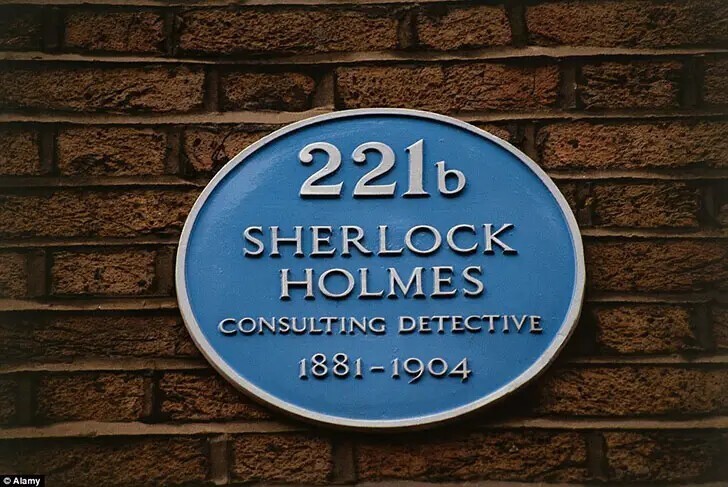 221b
SHERLOCK
HOLMES
CONSULTING DETECTIVE
1881-1904
© Alamy